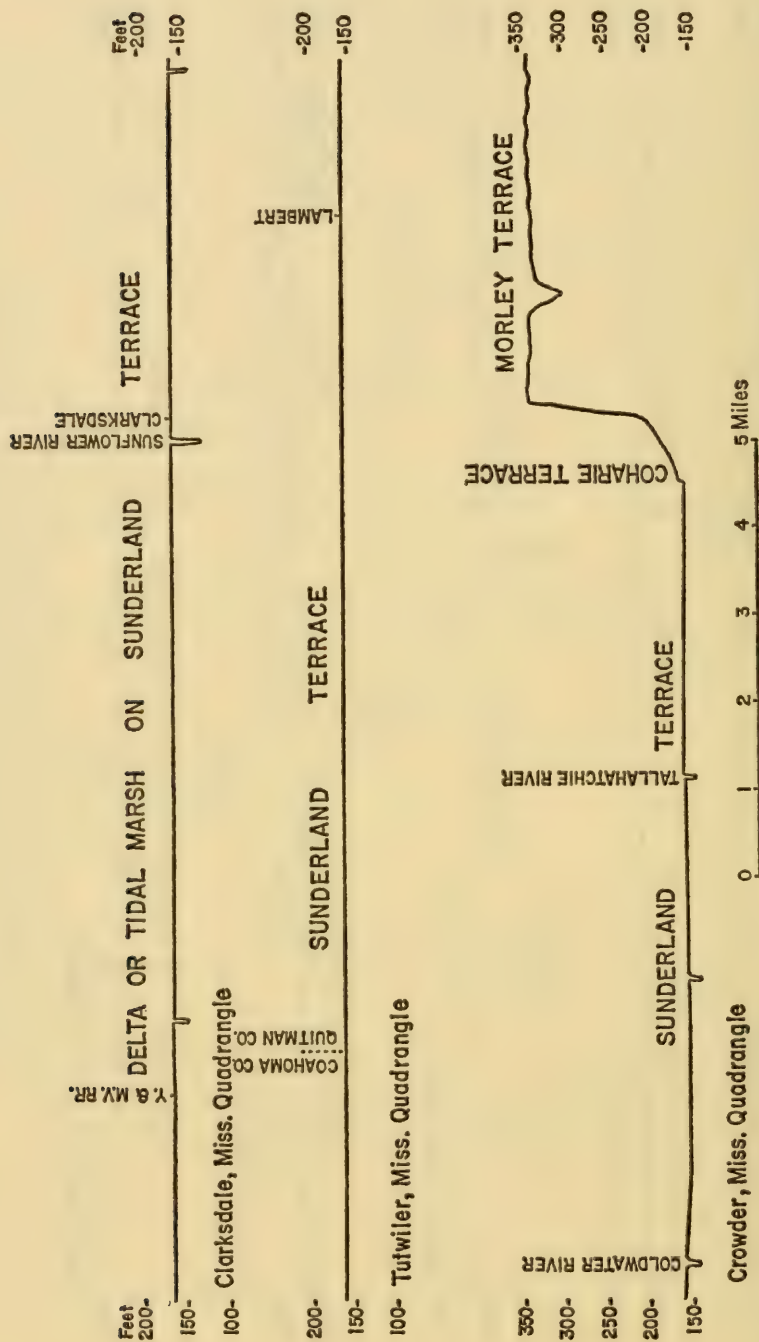 Feet
200-
150-
100-
Y. & M.V. RR.
DELTA OR TIDAL MARSH ON SUNDERLAND TERRACE
SUNFLOWER RIVER
CLARKSDALE
Feet
-200
-150
Clarksdale, Miss. Quadrangle
200-
100-
COAHOMA CO.
QUITMAN CO.
SUNDERLAND TERRACE
LAMBERT
-200
-150
Tutwiler, Miss. Quadrangle
350-
300-
250-
200-
150-
COLDWATER RIVER
SUNDERLAND TERRACE
TALLAHATCHIE RIVER
COHARIE TERRACE
MORLEY TERRACE
-350
-300
-250
-200
-150
Crowder, Miss. Quadrangle
0 1 2 3 4 5 Miles